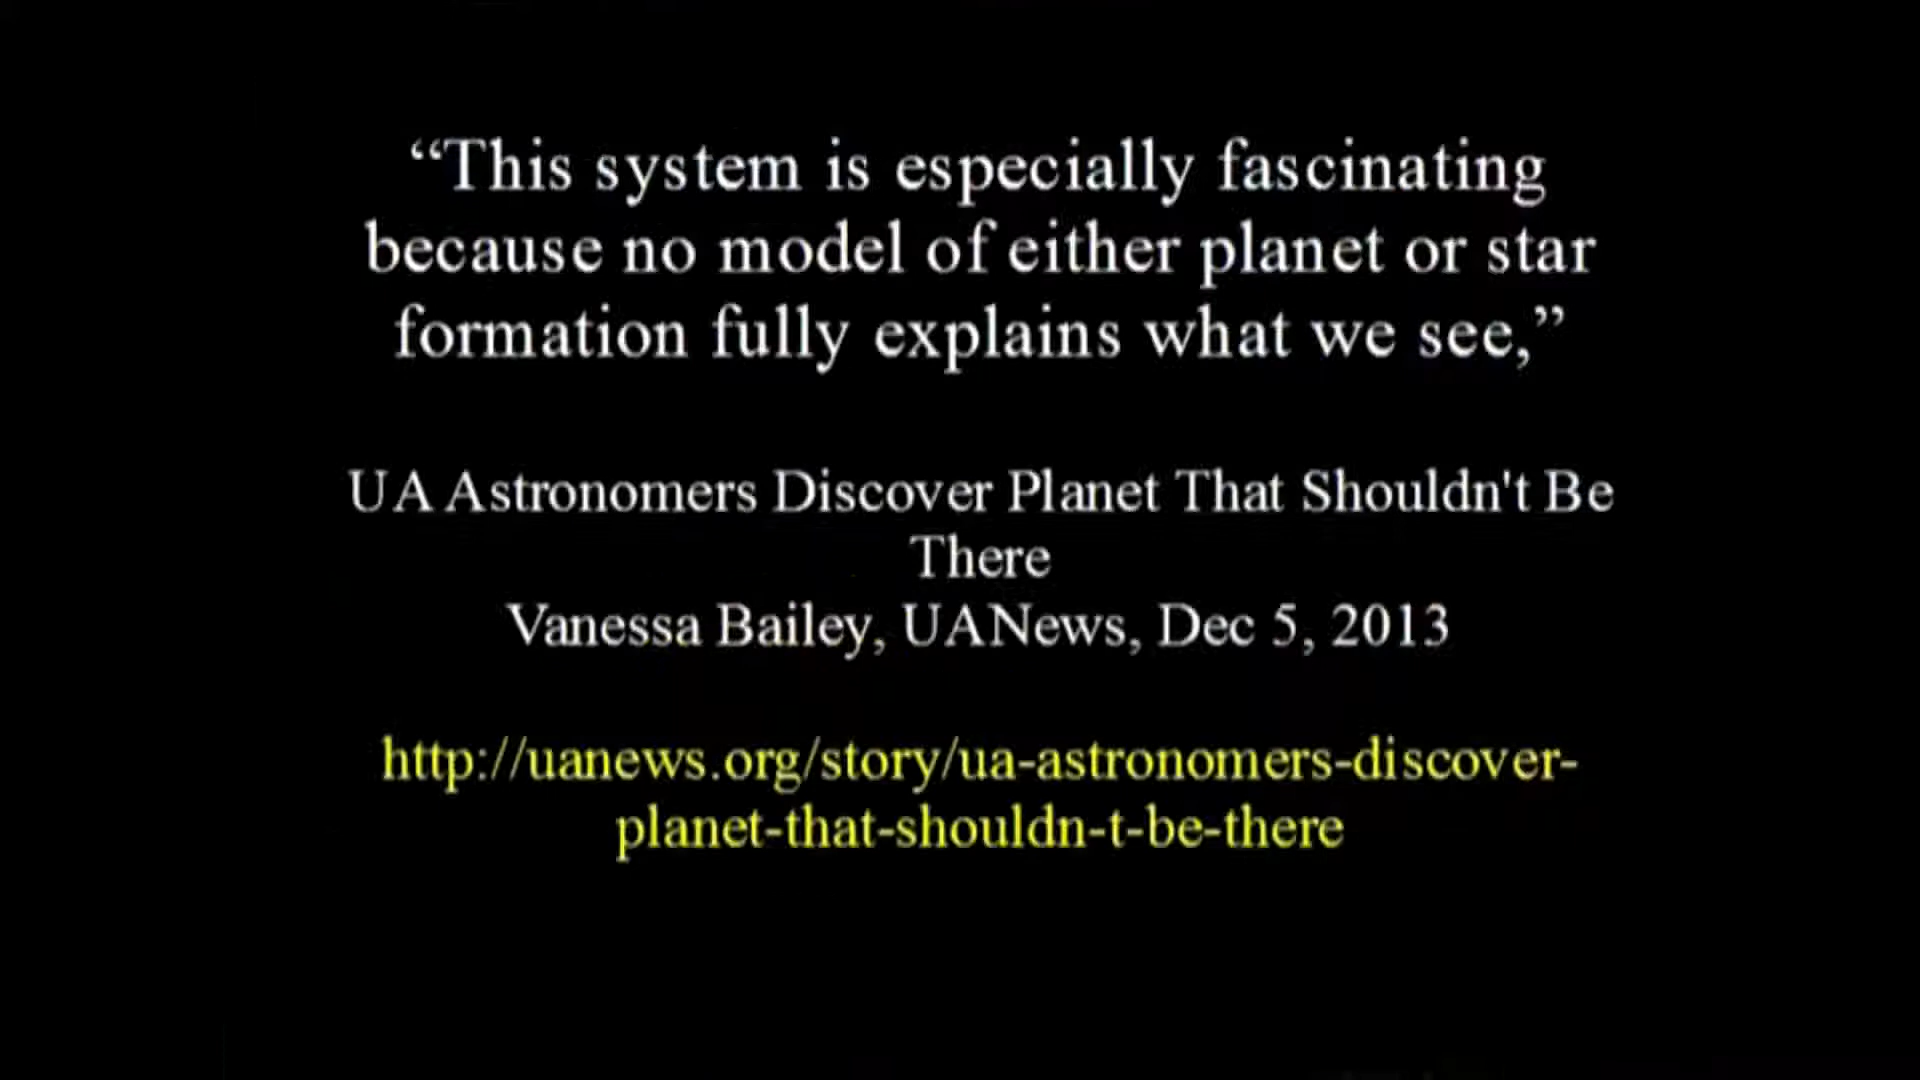 “This system is especially fascinating
because no model of either planet or star
formation fully explains what we see,”
UA Astronomers Discover Planet That Shouldn't Be
There
Vanessa Bailey, UANews, Dec 5, 2013
http://uanews.org/story/ua-astronomers-discover-
planet-that-shouldn-t-be-there